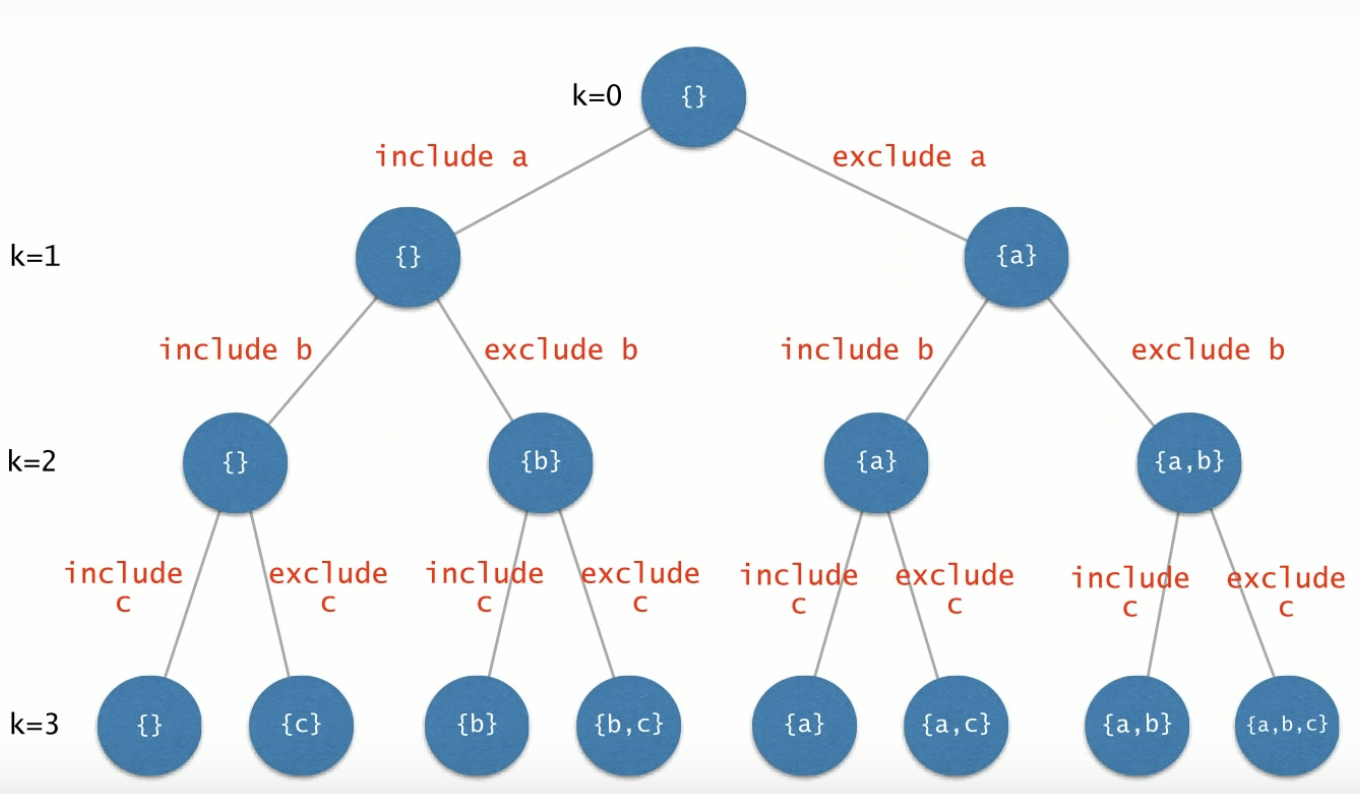 k=0 {}
include a exclude a
k=1 {} {a}
include b exclude b include b exclude b
k=2 {} {b} {a} {a,b}
include exclude include exclude include exclude include exclude
c c c c c c c c
k=3 {} {c} {b} {b,c} {a} {a,c} {a,b} {a,b,c}